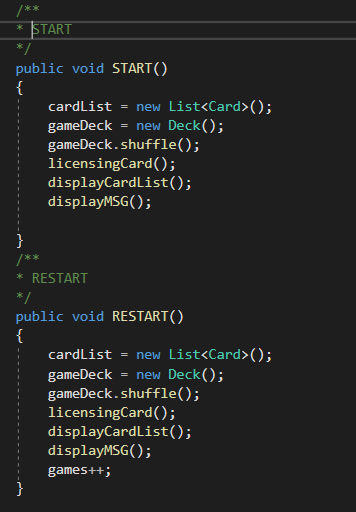 /**
* START
*/
public void START()
{
cardList = new List<Card>();
gameDeck = new Deck();
gameDeck.shuffle();
licensingCard();
displayCardList();
displayMSG();
}
/**
* RESTART
*/
public void RESTART()
{
cardList = new List<Card>();
gameDeck = new Deck();
gameDeck.shuffle();
licensingCard();
displayCardList();
displayMSG();
games++;
}